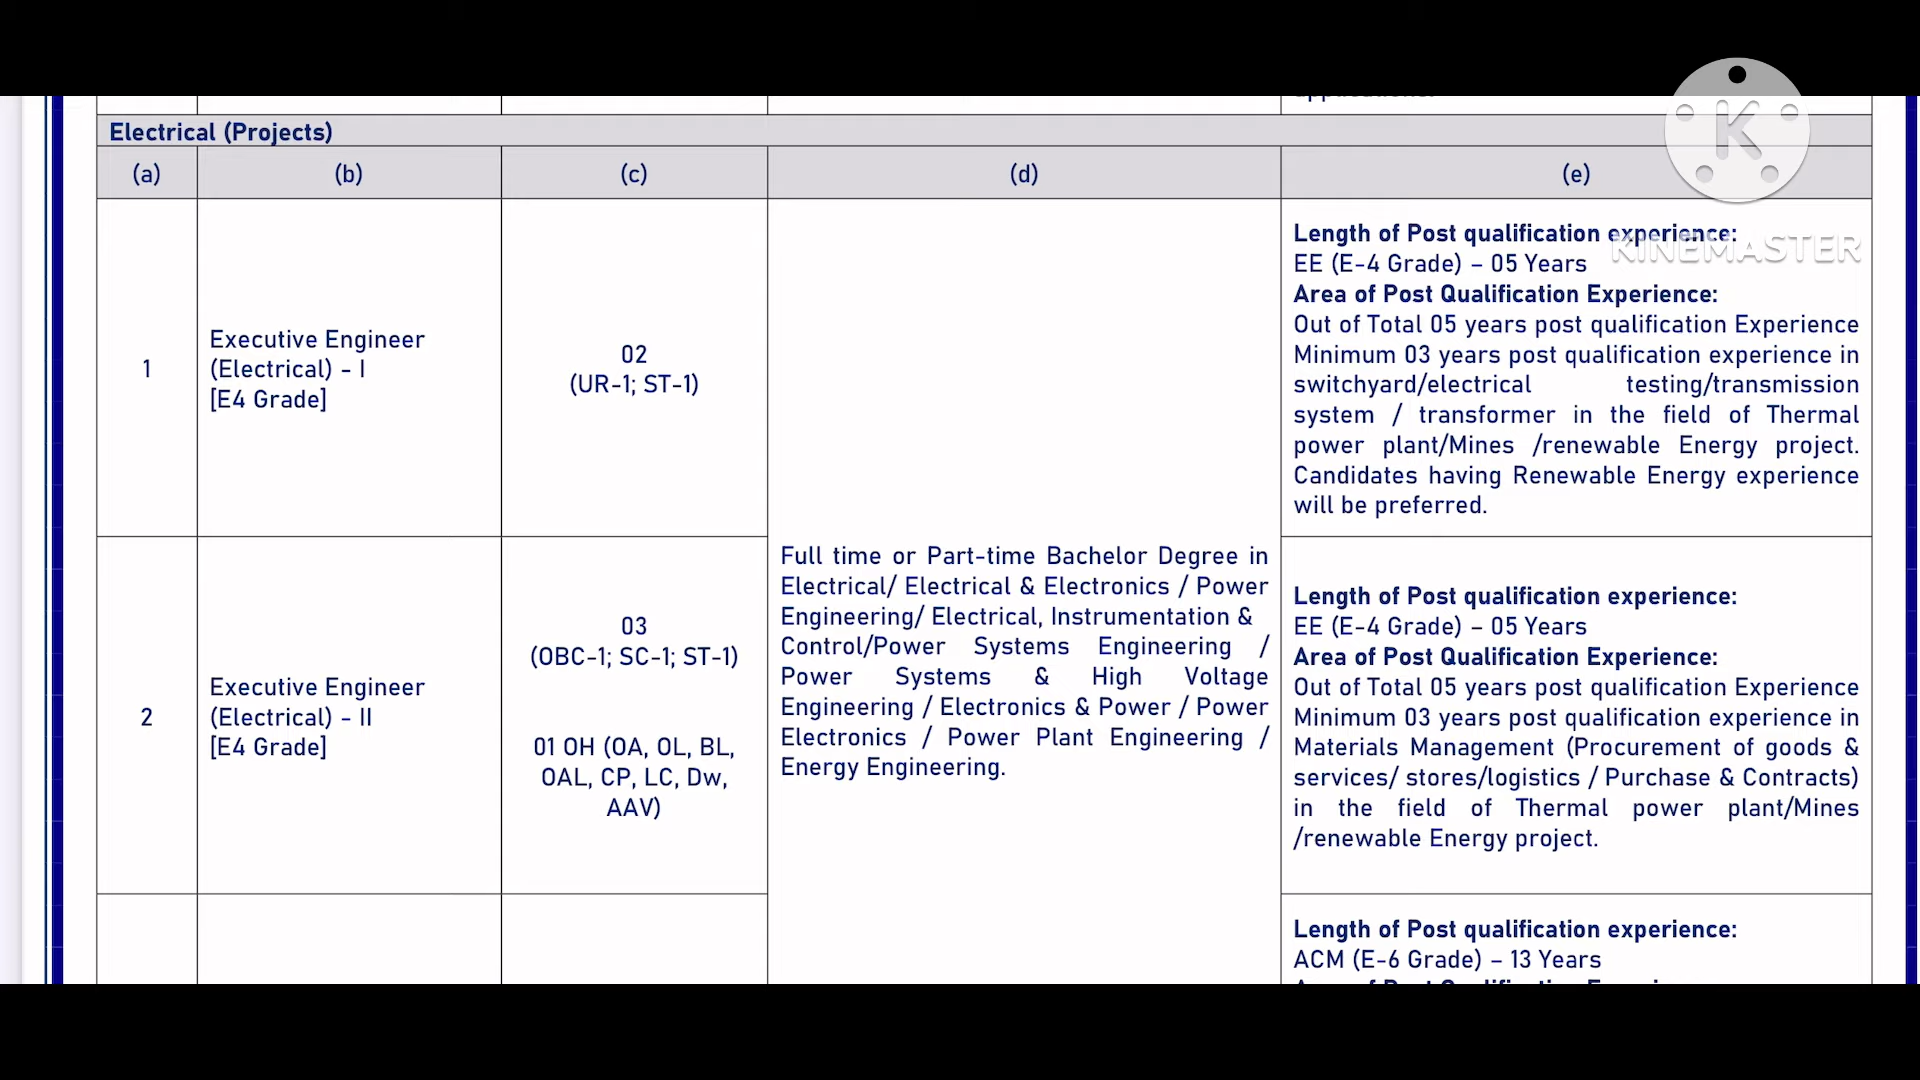 Electrical (Projects)
(a)
(b)
(c)
(d)
(e)
1
Executive Engineer
(Electrical) - I
[E4 Grade]
02
(UR-1; ST-1)
Full time or Part-time Bachelor Degree in
Electrical/ Electrical & Electronics / Power
Engineering/ Electrical, Instrumentation &
Control/Power Systems Engineering /
Power Systems & High Voltage
Engineering / Electronics & Power / Power
Electronics / Power Plant Engineering /
Energy Engineering.
Length of Post qualification experience:
EE (E-4 Grade) – 05 Years
Area of Post Qualification Experience:
Out of Total 05 years post qualification Experience
Minimum 03 years post qualification experience in
switchyard/electrical testing/transmission
system / transformer in the field of Thermal
power plant/Mines /renewable Energy project.
Candidates having Renewable Energy experience
will be preferred.
2
Executive Engineer
(Electrical) - II
[E4 Grade]
03
(OBC-1; SC-1; ST-1)
01 OH (OA, OL, BL,
OAL, CP, LC, Dw,
AAV)
Length of Post qualification experience:
EE (E-4 Grade) – 05 Years
Area of Post Qualification Experience:
Out of Total 05 years post qualification Experience
Minimum 03 years post qualification experience in
Materials Management (Procurement of goods &
services/ stores/logistics / Purchase & Contracts)
in the field of Thermal power plant/Mines
/renewable Energy project.
Length of Post qualification experience:
ACM (E-6 Grade) – 13 Years
K
KINEMASTER